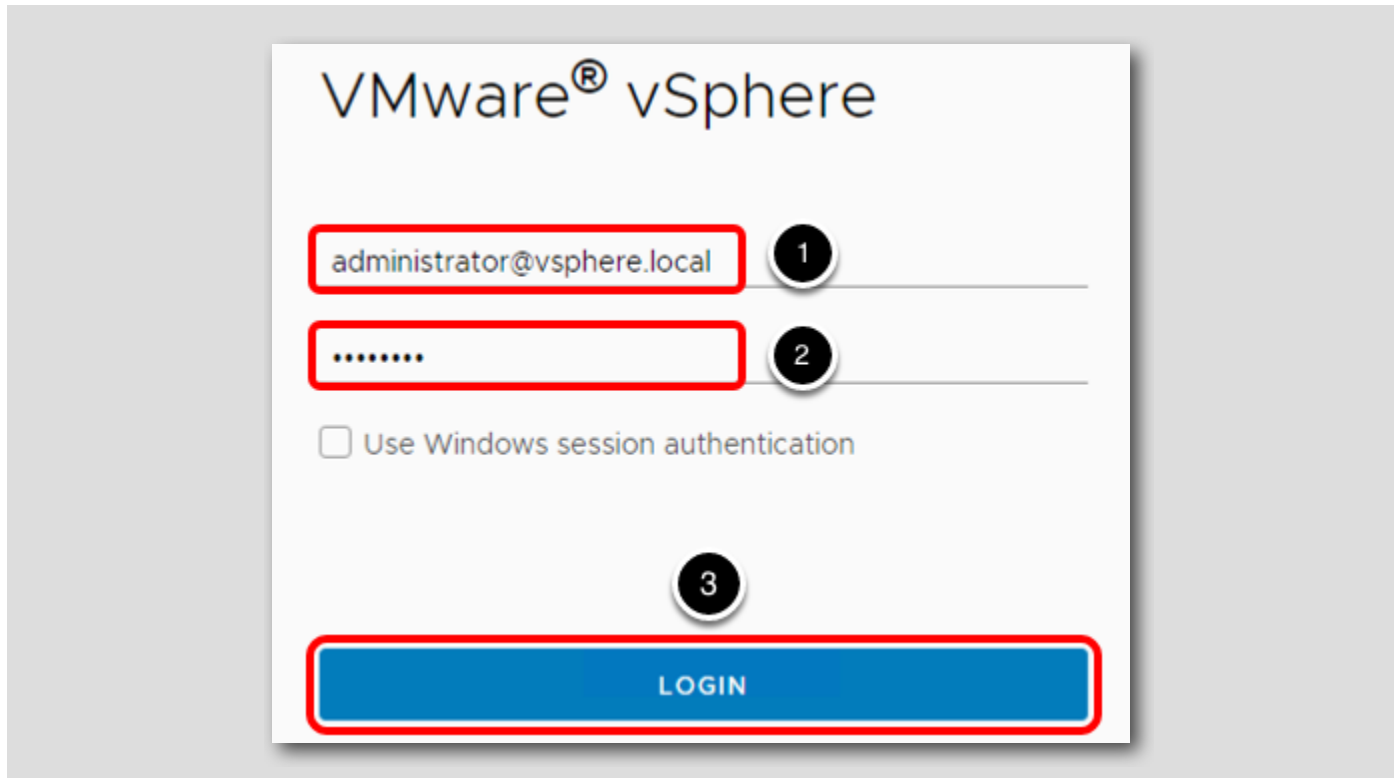 VMware® vSphere
administrator@vsphere.local
1
••••••••
2
Use Windows session authentication
3
LOGIN